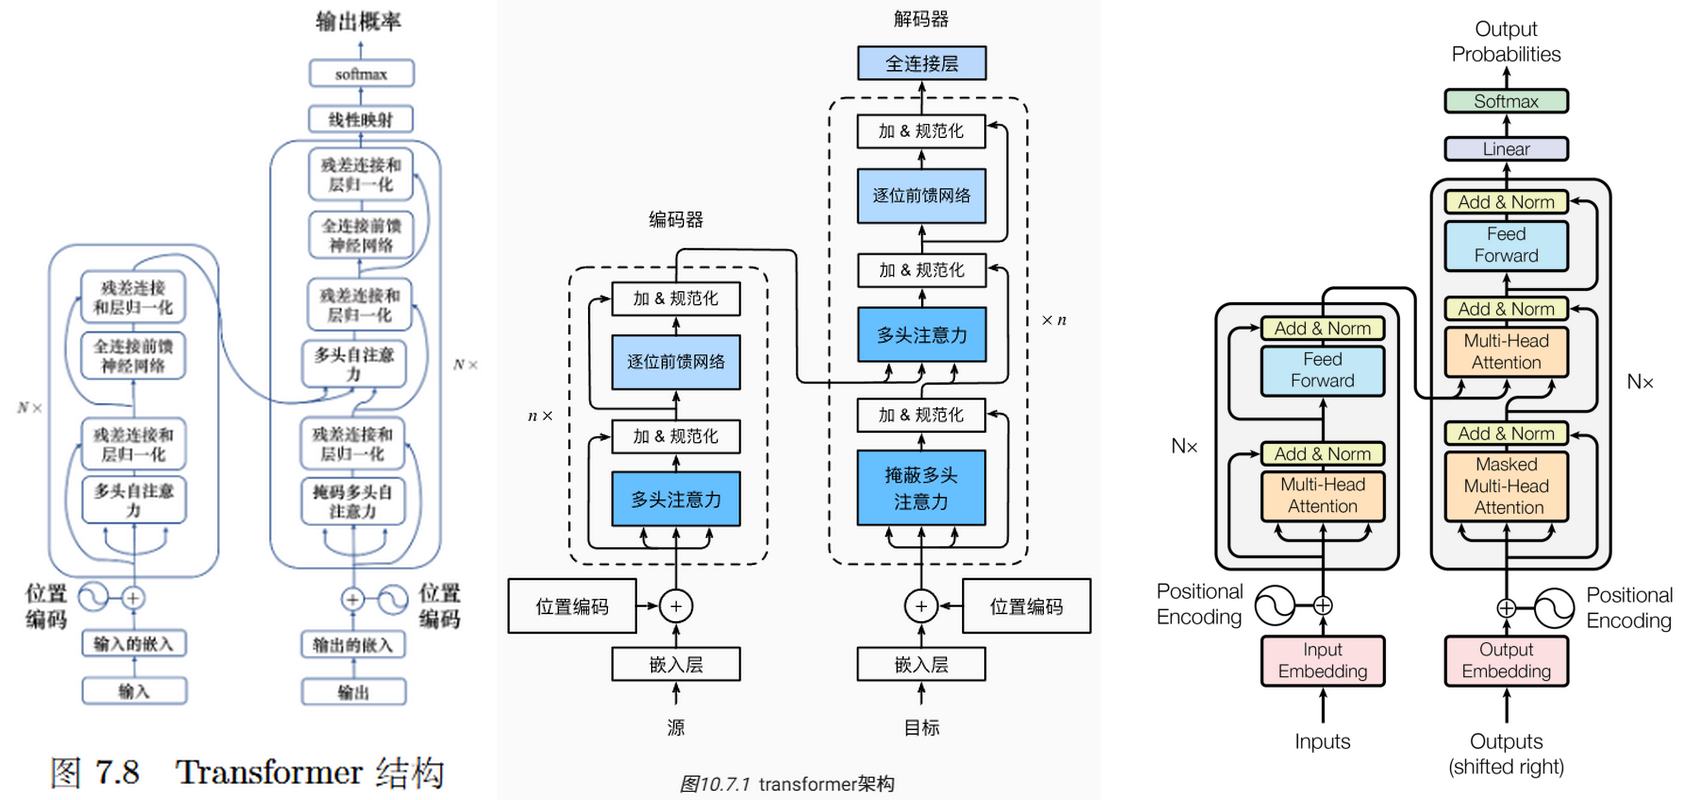 输出概率
softmax
线性映射
残差连接和
层归一化
全连接前馈
神经网络
残差连接和
层归一化
多头自注意
力
残差连接和
层归一化
掩码多头自
注意力
N×
残差连接
和层归一化
全连接前馈
神经网络
N×
残差连接和
层归一化
多头自注意
力
位置
编码
+
输入的嵌入
输入
+
位置
编码
输出的嵌入
输出
图 7.8 Transformer 结构
解码器
全连接层
加 & 规范化
逐位前馈网络
加 & 规范化
多头注意力
× n
加 & 规范化
掩蔽多头
注意力
编码器
加 & 规范化
逐位前馈网络
n ×
加 & 规范化
多头注意力
位置编码
+
嵌入层
源
+
位置编码
嵌入层
目标
图10.7.1 transformer架构
Output
Probabilities
Softmax
Linear
Add & Norm
Feed
Forward
Add & Norm
Multi-Head
Attention
N×
Add & Norm
Masked
Multi-Head
Attention
Add & Norm
Feed
Forward
N×
Add & Norm
Multi-Head
Attention
Positional
Encoding
+
Input
Embedding
Inputs
+
Positional
Encoding
Output
Embedding
Outputs
(shifted right)